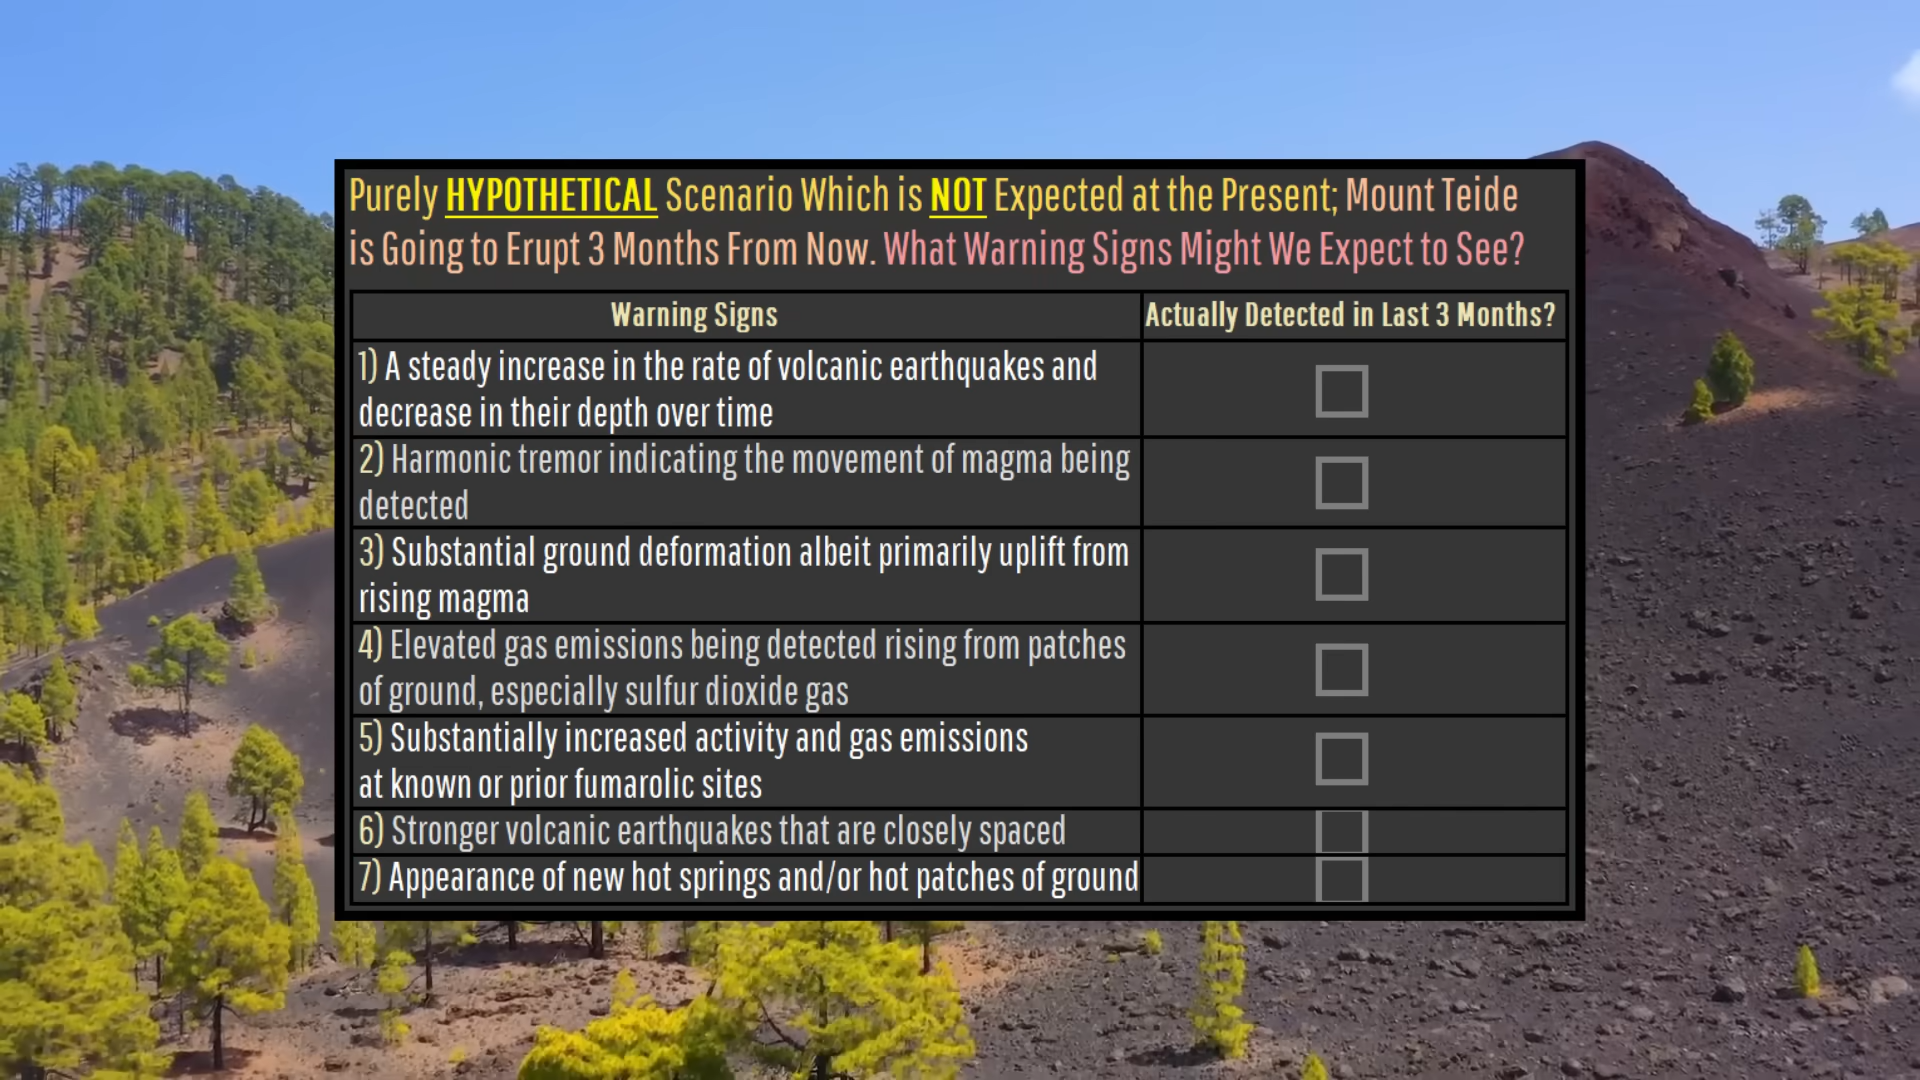 Purely HYPOTHETICAL Scenario Which is NOT Expected at the Present; Mount Teide
is Going to Erupt 3 Months From Now. What Warning Signs Might We Expect to See?
Warning Signs
Actually Detected in Last 3 Months?
1) A steady increase in the rate of volcanic earthquakes and
decrease in their depth over time
2) Harmonic tremor indicating the movement of magma being
detected
3) Substantial ground deformation albeit primarily uplift from
rising magma
4) Elevated gas emissions being detected rising from patches
of ground, especially sulfur dioxide gas
5) Substantially increased activity and gas emissions
at known or prior fumarolic sites
6) Stronger volcanic earthquakes that are closely spaced
7) Appearance of new hot springs and/or hot patches of ground